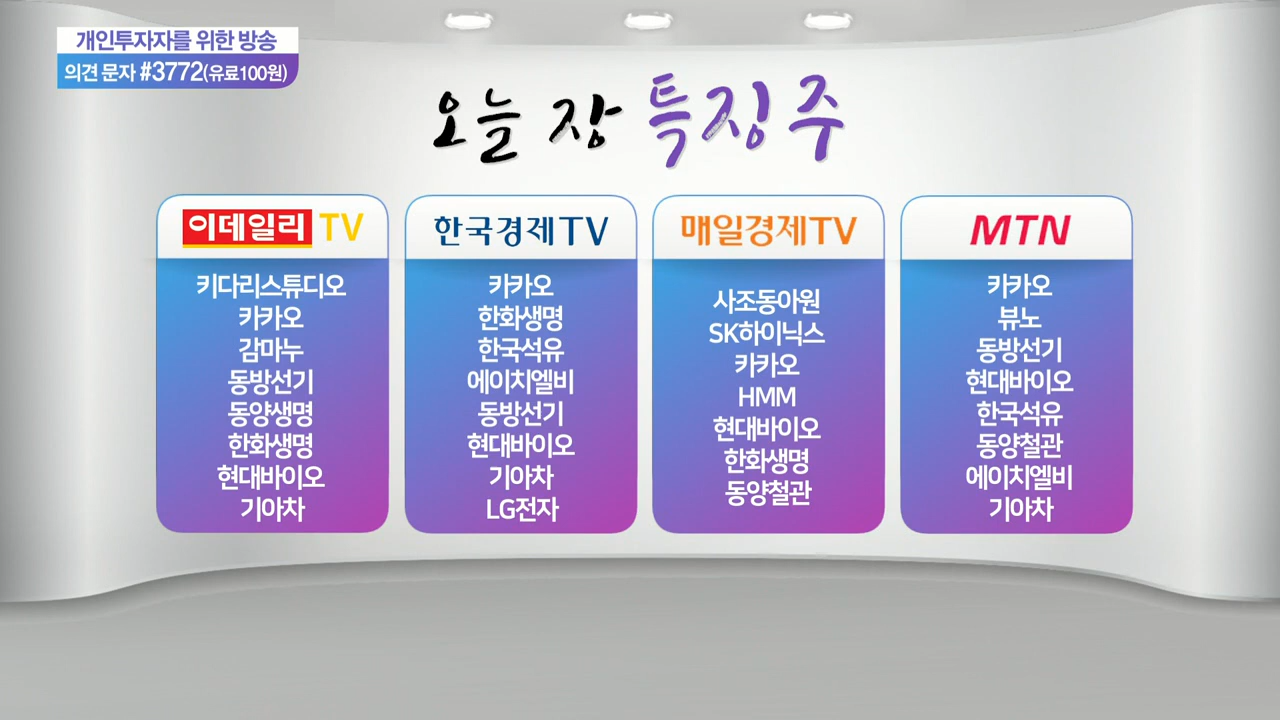 개인투자자를 위한 방송
의견 문자 #3772(유료100원)
오늘 장 특징주
이데일리 TV
키다리스튜디오
카카오
감마누
동방선기
동양생명
한화생명
현대바이오
기아차
한국경제TV
카카오
한화생명
한국석유
에이치엘비
동방선기
현대바이오
기아차
LG전자
매일경제TV
사조동아원
SK하이닉스
카카오
HMM
현대바이오
한화생명
동양철관
MTN
카카오
뷰노
동방선기
현대바이오
한국석유
동양철관
에이치엘비
기아차